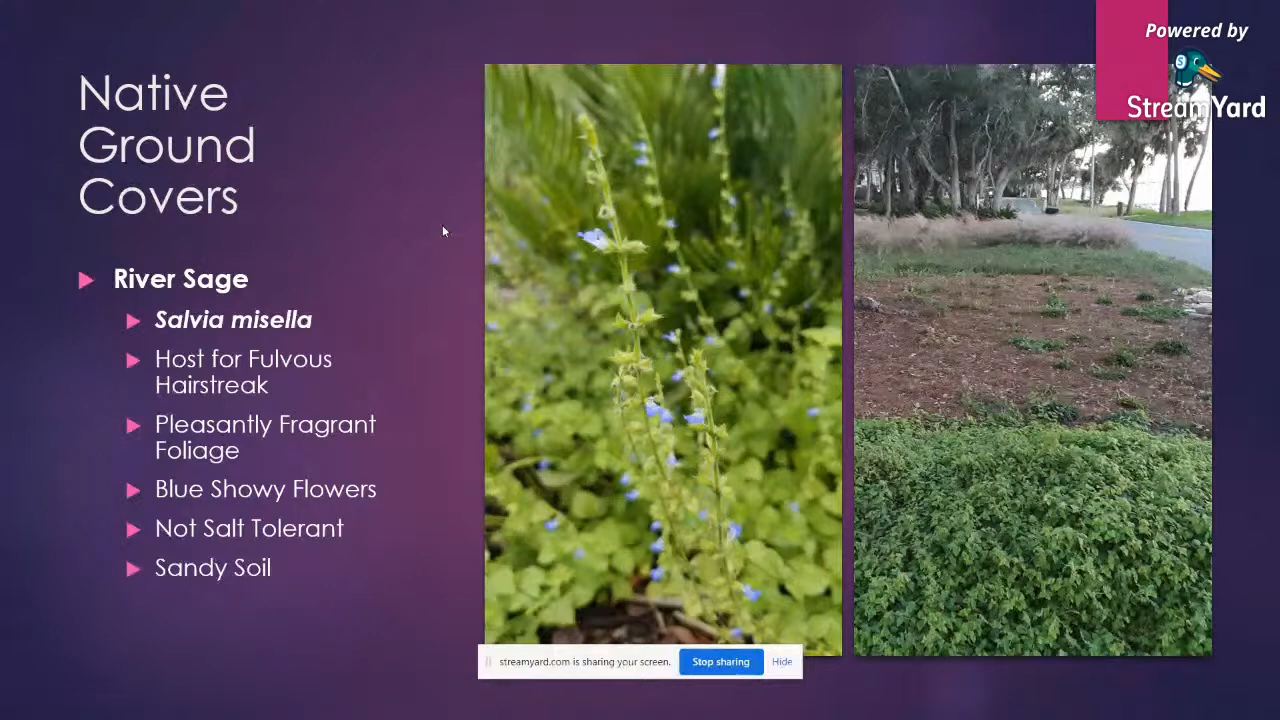 Powered by
StreamYard
Native
Ground
Covers
River Sage
Salvia misella
Host for Fulvous
Hairstreak
Pleasantly Fragrant
Foliage
Blue Showy Flowers
Not Salt Tolerant
Sandy Soil
streamyard.com is sharing your screen.
Stop sharing
Hide